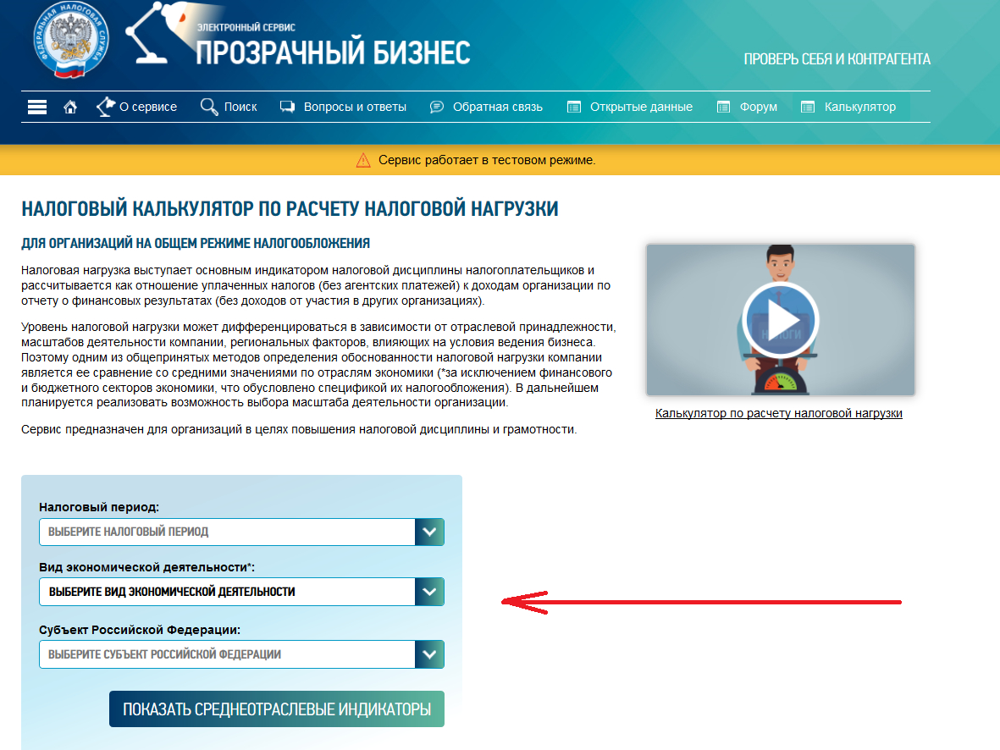 ФЕДЕРАЛЬНАЯ НАЛОГОВАЯ СЛУЖБА
ЭЛЕКТРОННЫЙ СЕРВИС
ПРОЗРАЧНЫЙ БИЗНЕС
ПРОВЕРЬ СЕБЯ И КОНТРАГЕНТА
О сервисе Поиск Вопросы и ответы Обратная связь Открытые данные Форум Калькулятор
Сервис работает в тестовом режиме.
НАЛОГОВЫЙ КАЛЬКУЛЯТОР ПО РАСЧЕТУ НАЛОГОВОЙ НАГРУЗКИ
ДЛЯ ОРГАНИЗАЦИЙ НА ОБЩЕМ РЕЖИМЕ НАЛОГООБЛОЖЕНИЯ
Налоговая нагрузка выступает основным индикатором налоговой дисциплины налогоплательщиков и
рассчитывается как отношение уплаченных налогов (без агентских платежей) к доходам организации по
отчету о финансовых результатах (без доходов от участия в других организациях).
Уровень налоговой нагрузки может дифференцироваться в зависимости от отраслевой принадлежности,
масштабов деятельности компании, региональных факторов, влияющих на условия ведения бизнеса.
Поэтому одним из общепринятых методов определения обоснованности налоговой нагрузки компании
является ее сравнение со средними значениями по отраслям экономики (*за исключением финансового
и бюджетного секторов экономики, что обусловлено спецификой их налогообложения). В дальнейшем
планируется реализовать возможность выбора масштаба деятельности организации.
Сервис предназначен для организаций в целях повышения налоговой дисциплины и грамотности.
НАЛОГИ
Калькулятор по расчету налоговой нагрузки
Налоговый период:
ВЫБЕРИТЕ НАЛОГОВЫЙ ПЕРИОД
Вид экономической деятельности*:
ВЫБЕРИТЕ ВИД ЭКОНОМИЧЕСКОЙ ДЕЯТЕЛЬНОСТИ
Субъект Российской Федерации:
ВЫБЕРИТЕ СУБЪЕКТ РОССИЙСКОЙ ФЕДЕРАЦИИ
ПОКАЗАТЬ СРЕДНЕОТРАСЛЕВЫЕ ИНДИКАТОРЫ